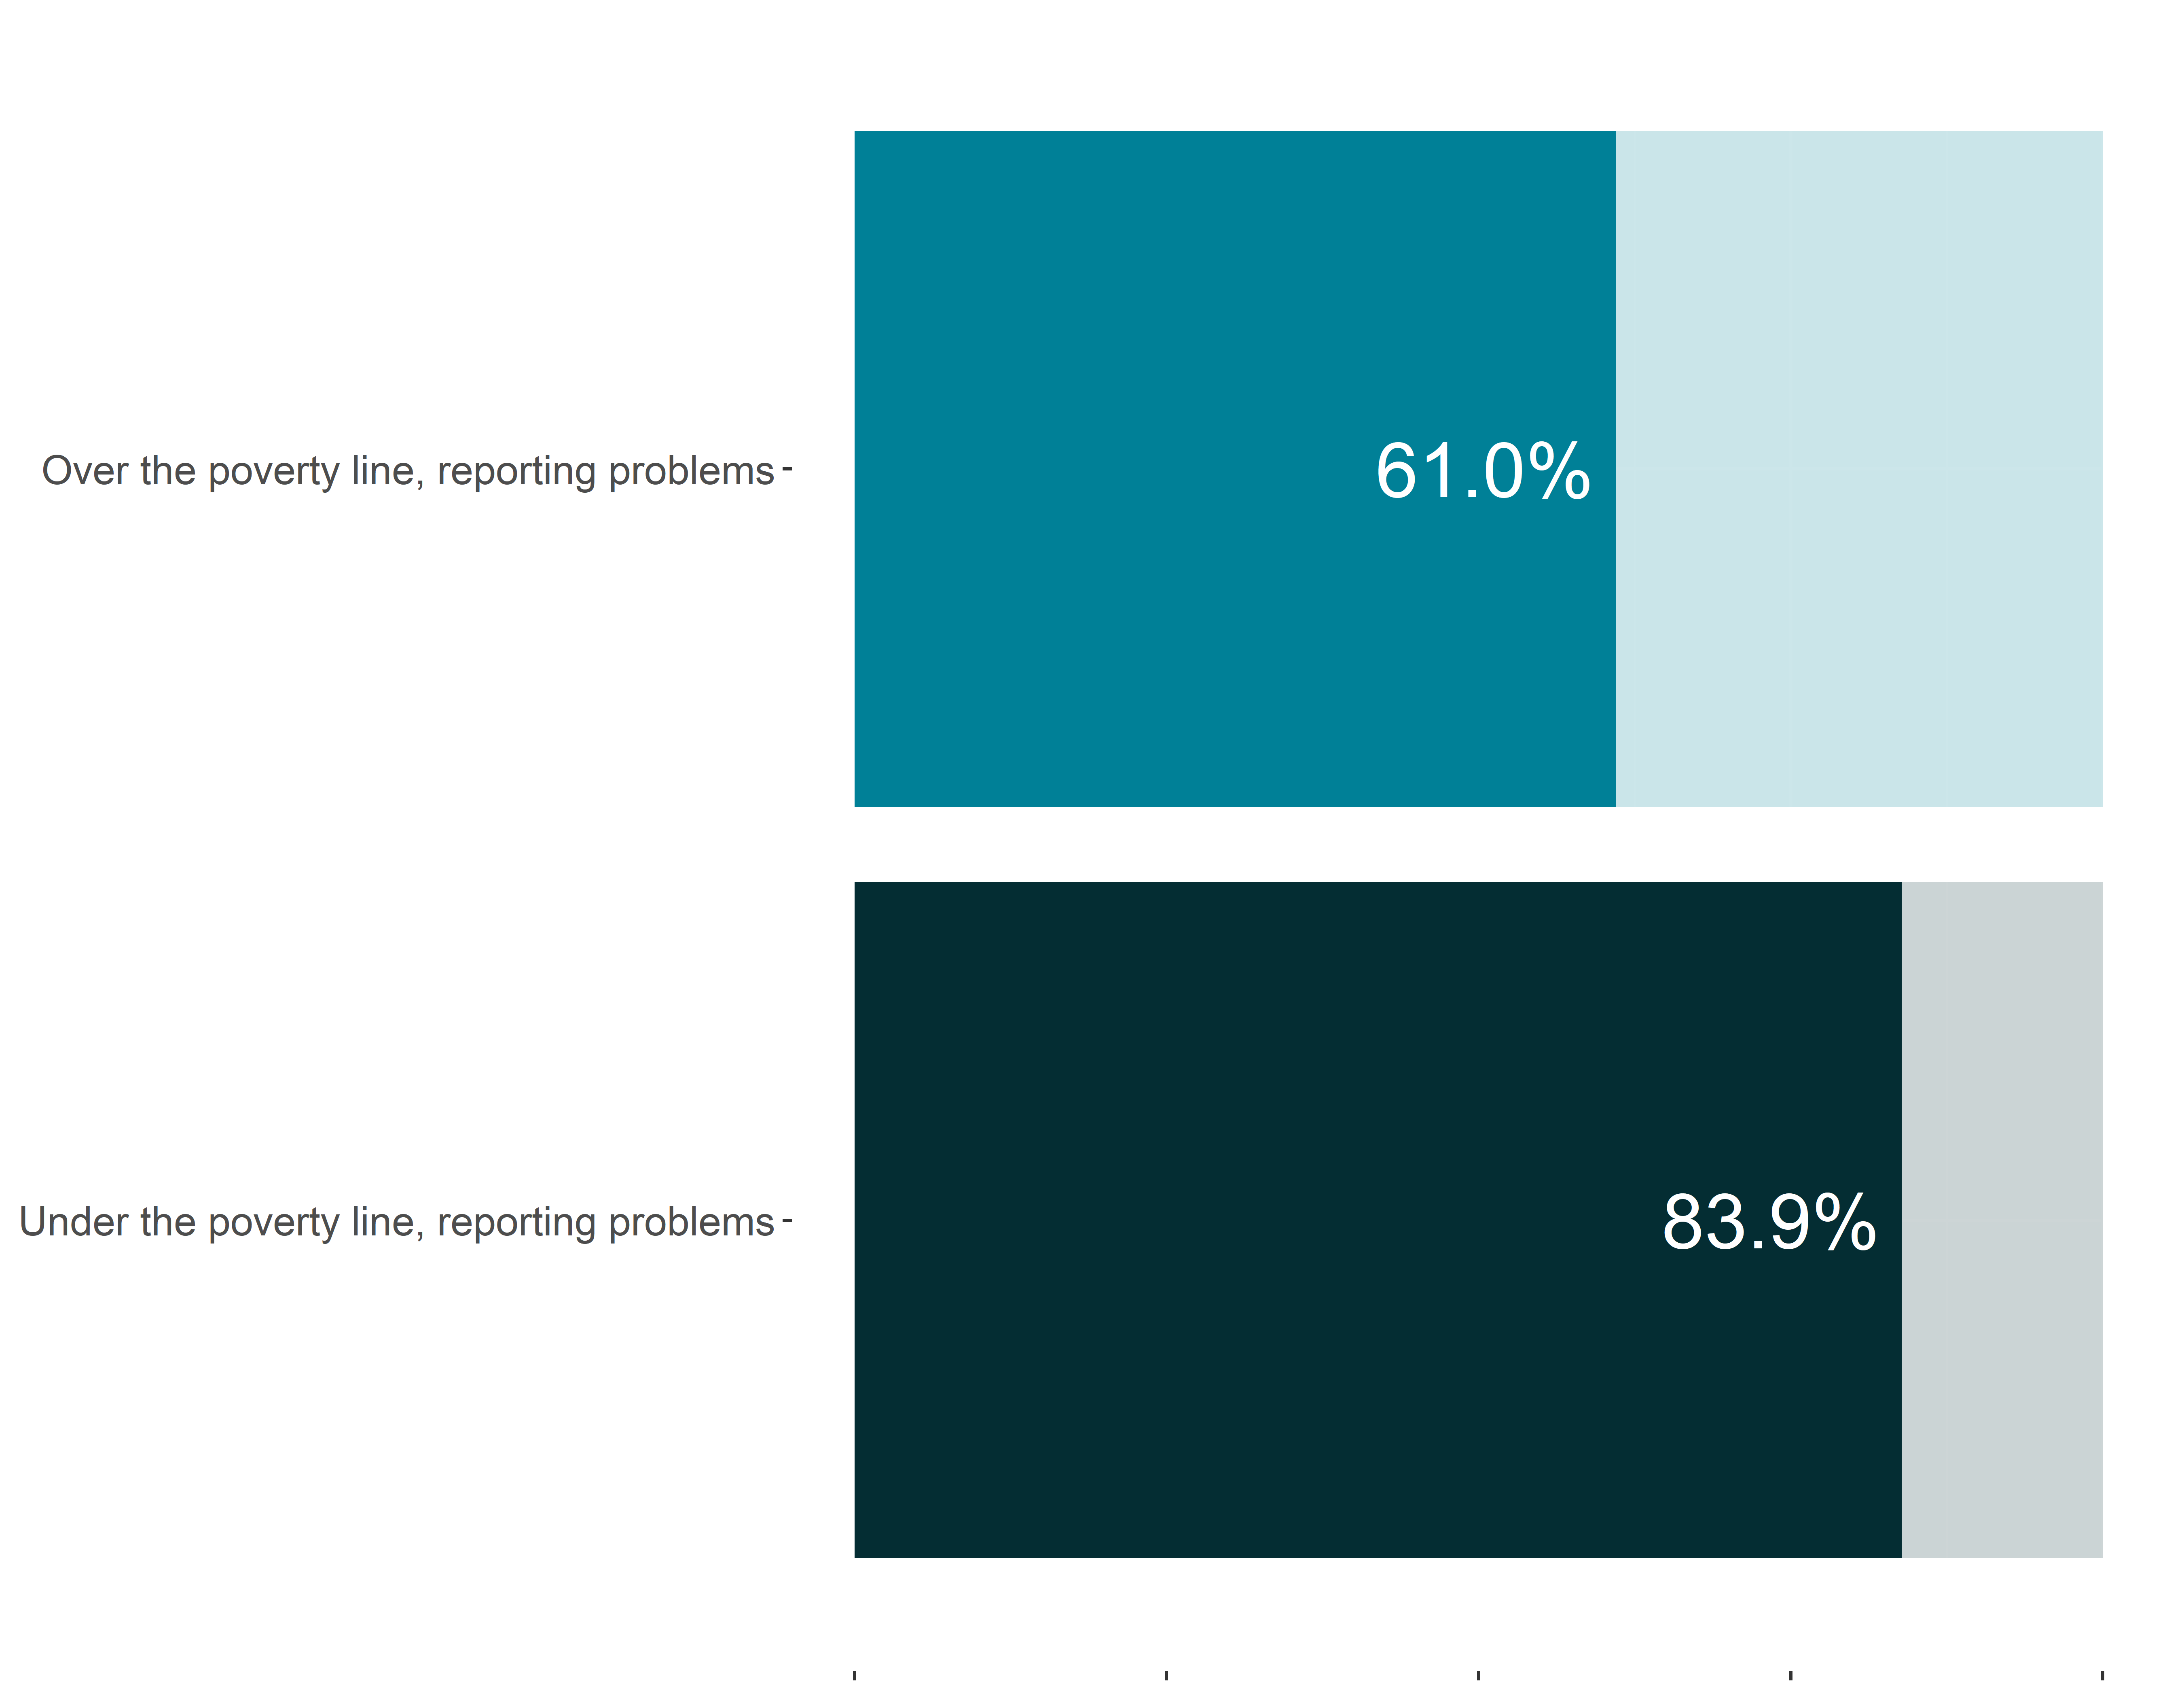 Over the poverty line, reporting problems
61.0%
Under the poverty line, reporting problems
83.9%